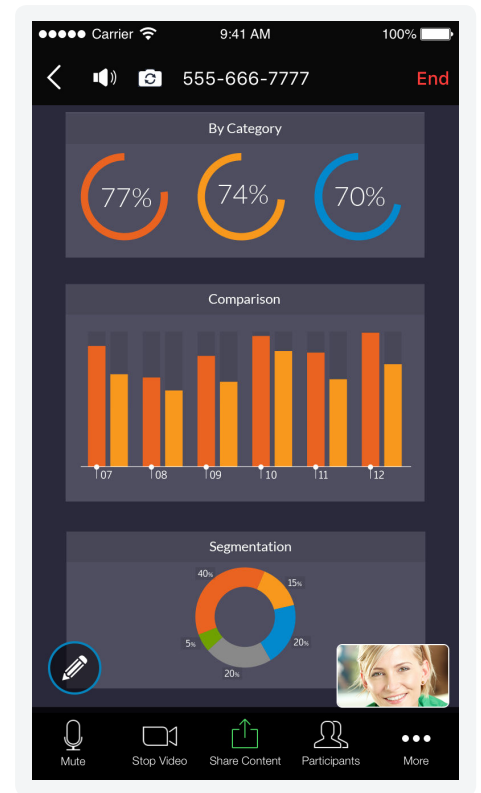 Carrier 9:41 AM 100%
555-666-7777 End
By Category
77% 74% 70%
Comparison
07 08 09 10 11 12
Segmentation
40%
15%
5% 20%
20%
Mute Stop Video Share Content Participants More